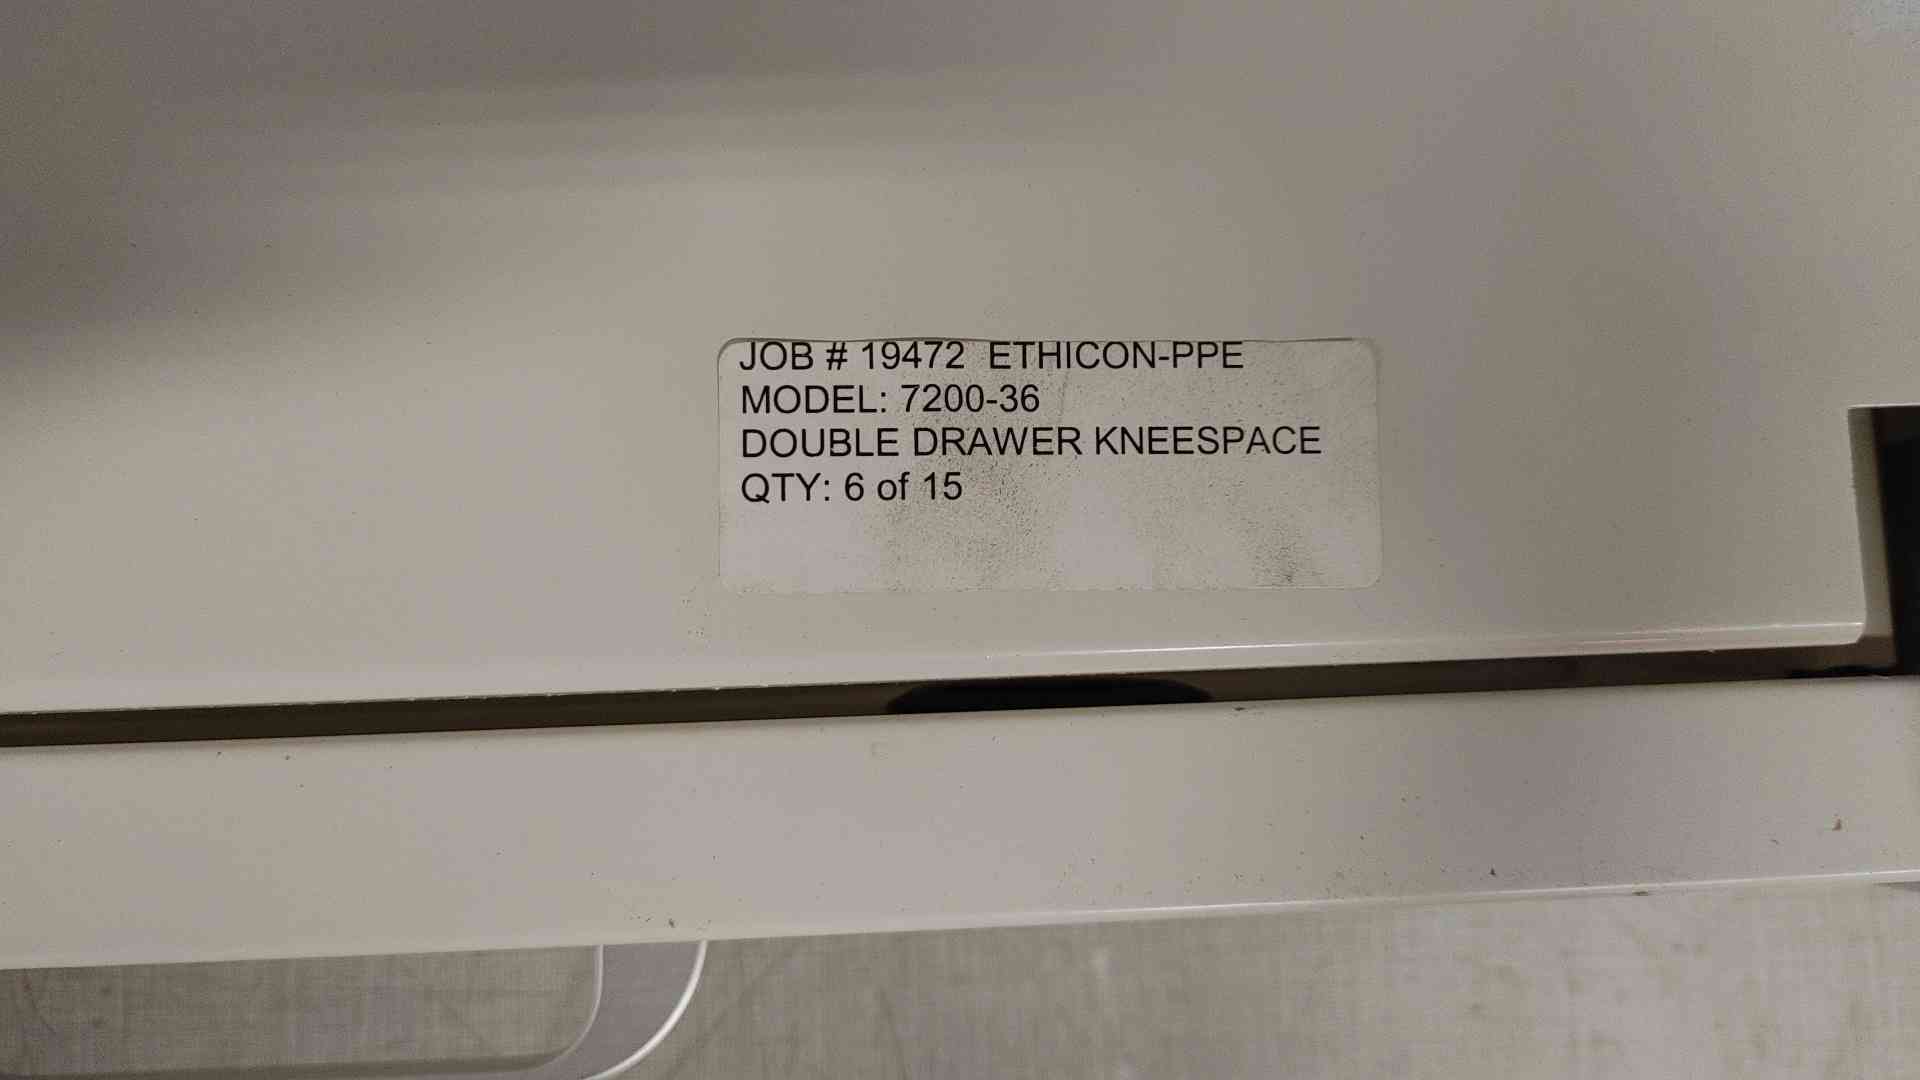 JOB # 19472 ETHICON-PPE
MODEL: 7200-36
DOUBLE DRAWER KNEESPACE
QTY: 6 of 15